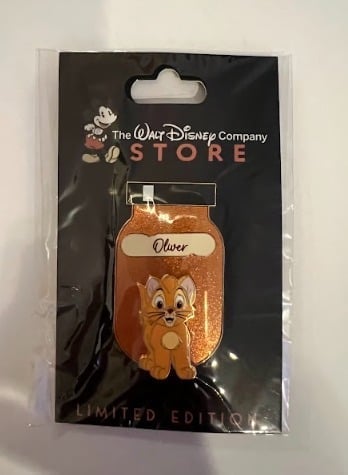 The WALT DISNEY Company
STORE
Oliver
LIMITED EDITION